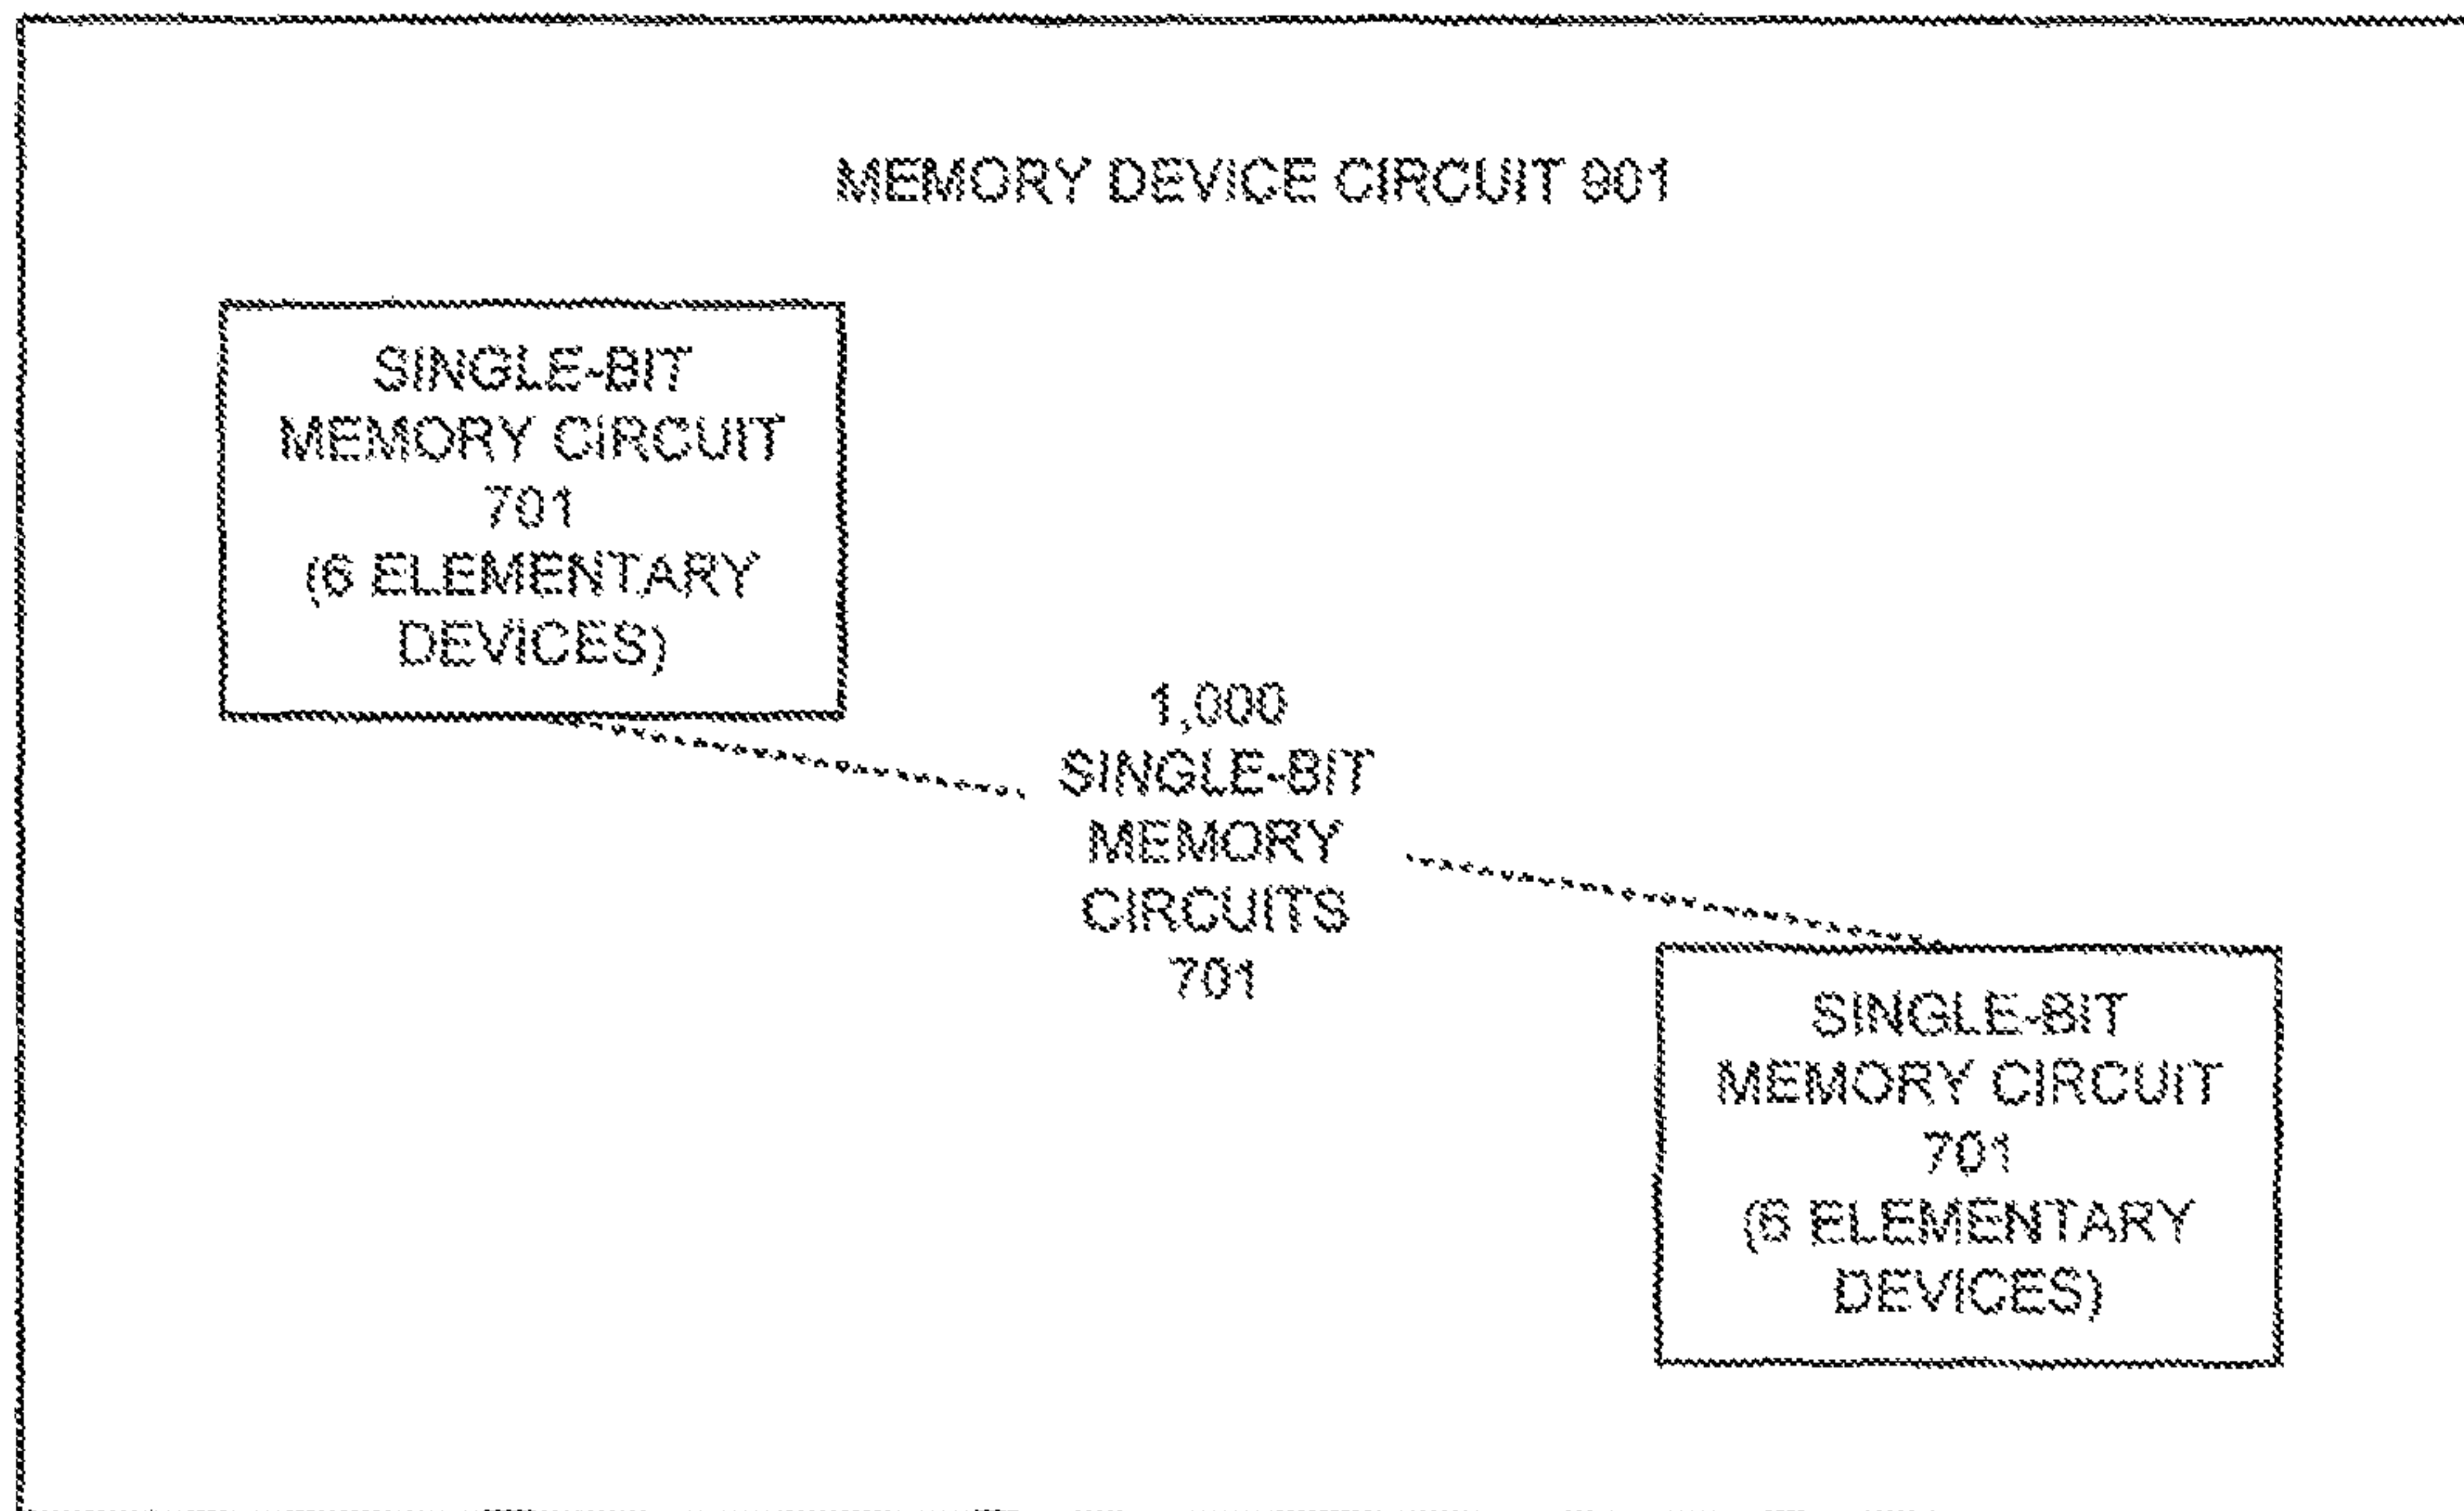 MEMORY DEVICE CIRCUIT 901
SINGLE-BIT
MEMORY CIRCUIT
701
(6 ELEMENTARY
DEVICES)
1,000
SINGLE-BIT
MEMORY
CIRCUITS
701
SINGLE-BIT
MEMORY CIRCUIT
701
(6 ELEMENTARY
DEVICES)